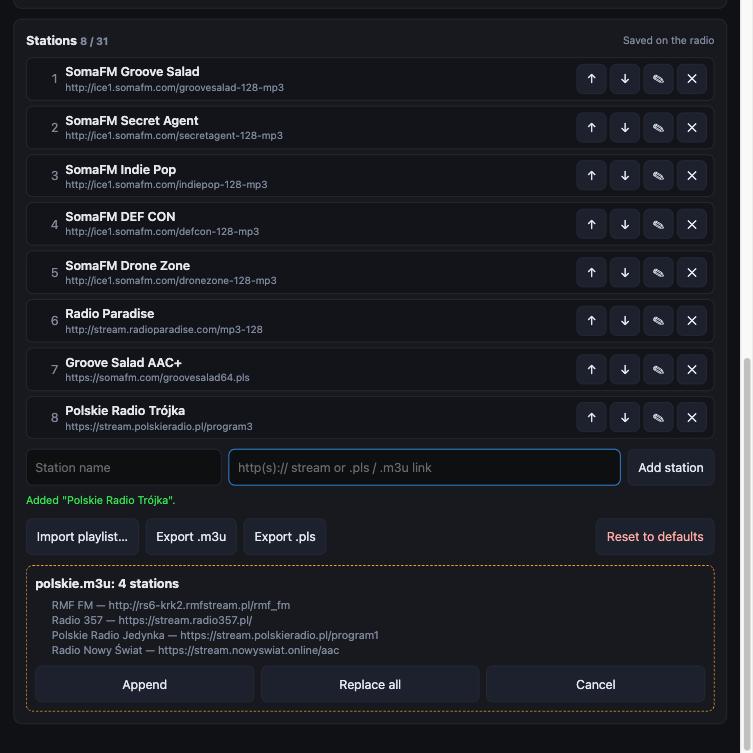 Stations 8 / 31 Saved on the radio
1 SomaFM Groove Salad
http://ice1.somafm.com/groovesalad-128-mp3
2 SomaFM Secret Agent
http://ice1.somafm.com/secretagent-128-mp3
3 SomaFM Indie Pop
http://ice1.somafm.com/indiepop-128-mp3
4 SomaFM DEF CON
http://ice1.somafm.com/defcon-128-mp3
5 SomaFM Drone Zone
http://ice1.somafm.com/dronezone-128-mp3
6 Radio Paradise
http://stream.radioparadise.com/mp3-128
7 Groove Salad AAC+
https://somafm.com/groovesalad64.pls
8 Polskie Radio Trójka
https://stream.polskieradio.pl/program3
Station name http(s):// stream or .pls / .m3u link Add station
Added "Polskie Radio Trójka".
Import playlist... Export .m3u Export .pls Reset to defaults
polskie.m3u: 4 stations
RMF FM — http://rs6-krk2.rmfstream.pl/rmf_fm
Radio 357 — https://stream.radio357.pl/
Polskie Radio Jedynka — https://stream.polskieradio.pl/program1
Radio Nowy Świat — https://stream.nowyswiat.online/aac
Append Replace all Cancel